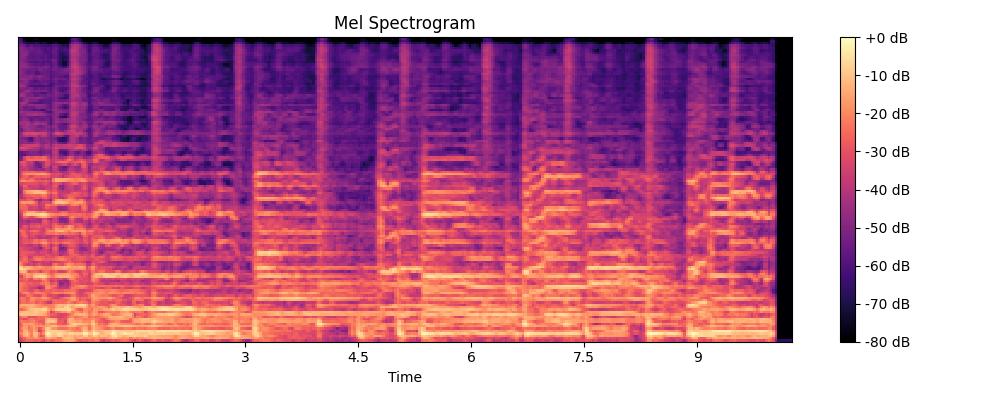 Mel Spectrogram
+0 dB
-10 dB
-20 dB
-30 dB
-40 dB
-50 dB
-60 dB
-70 dB
-80 dB
0 1.5 3 4.5 6 7.5 9
Time